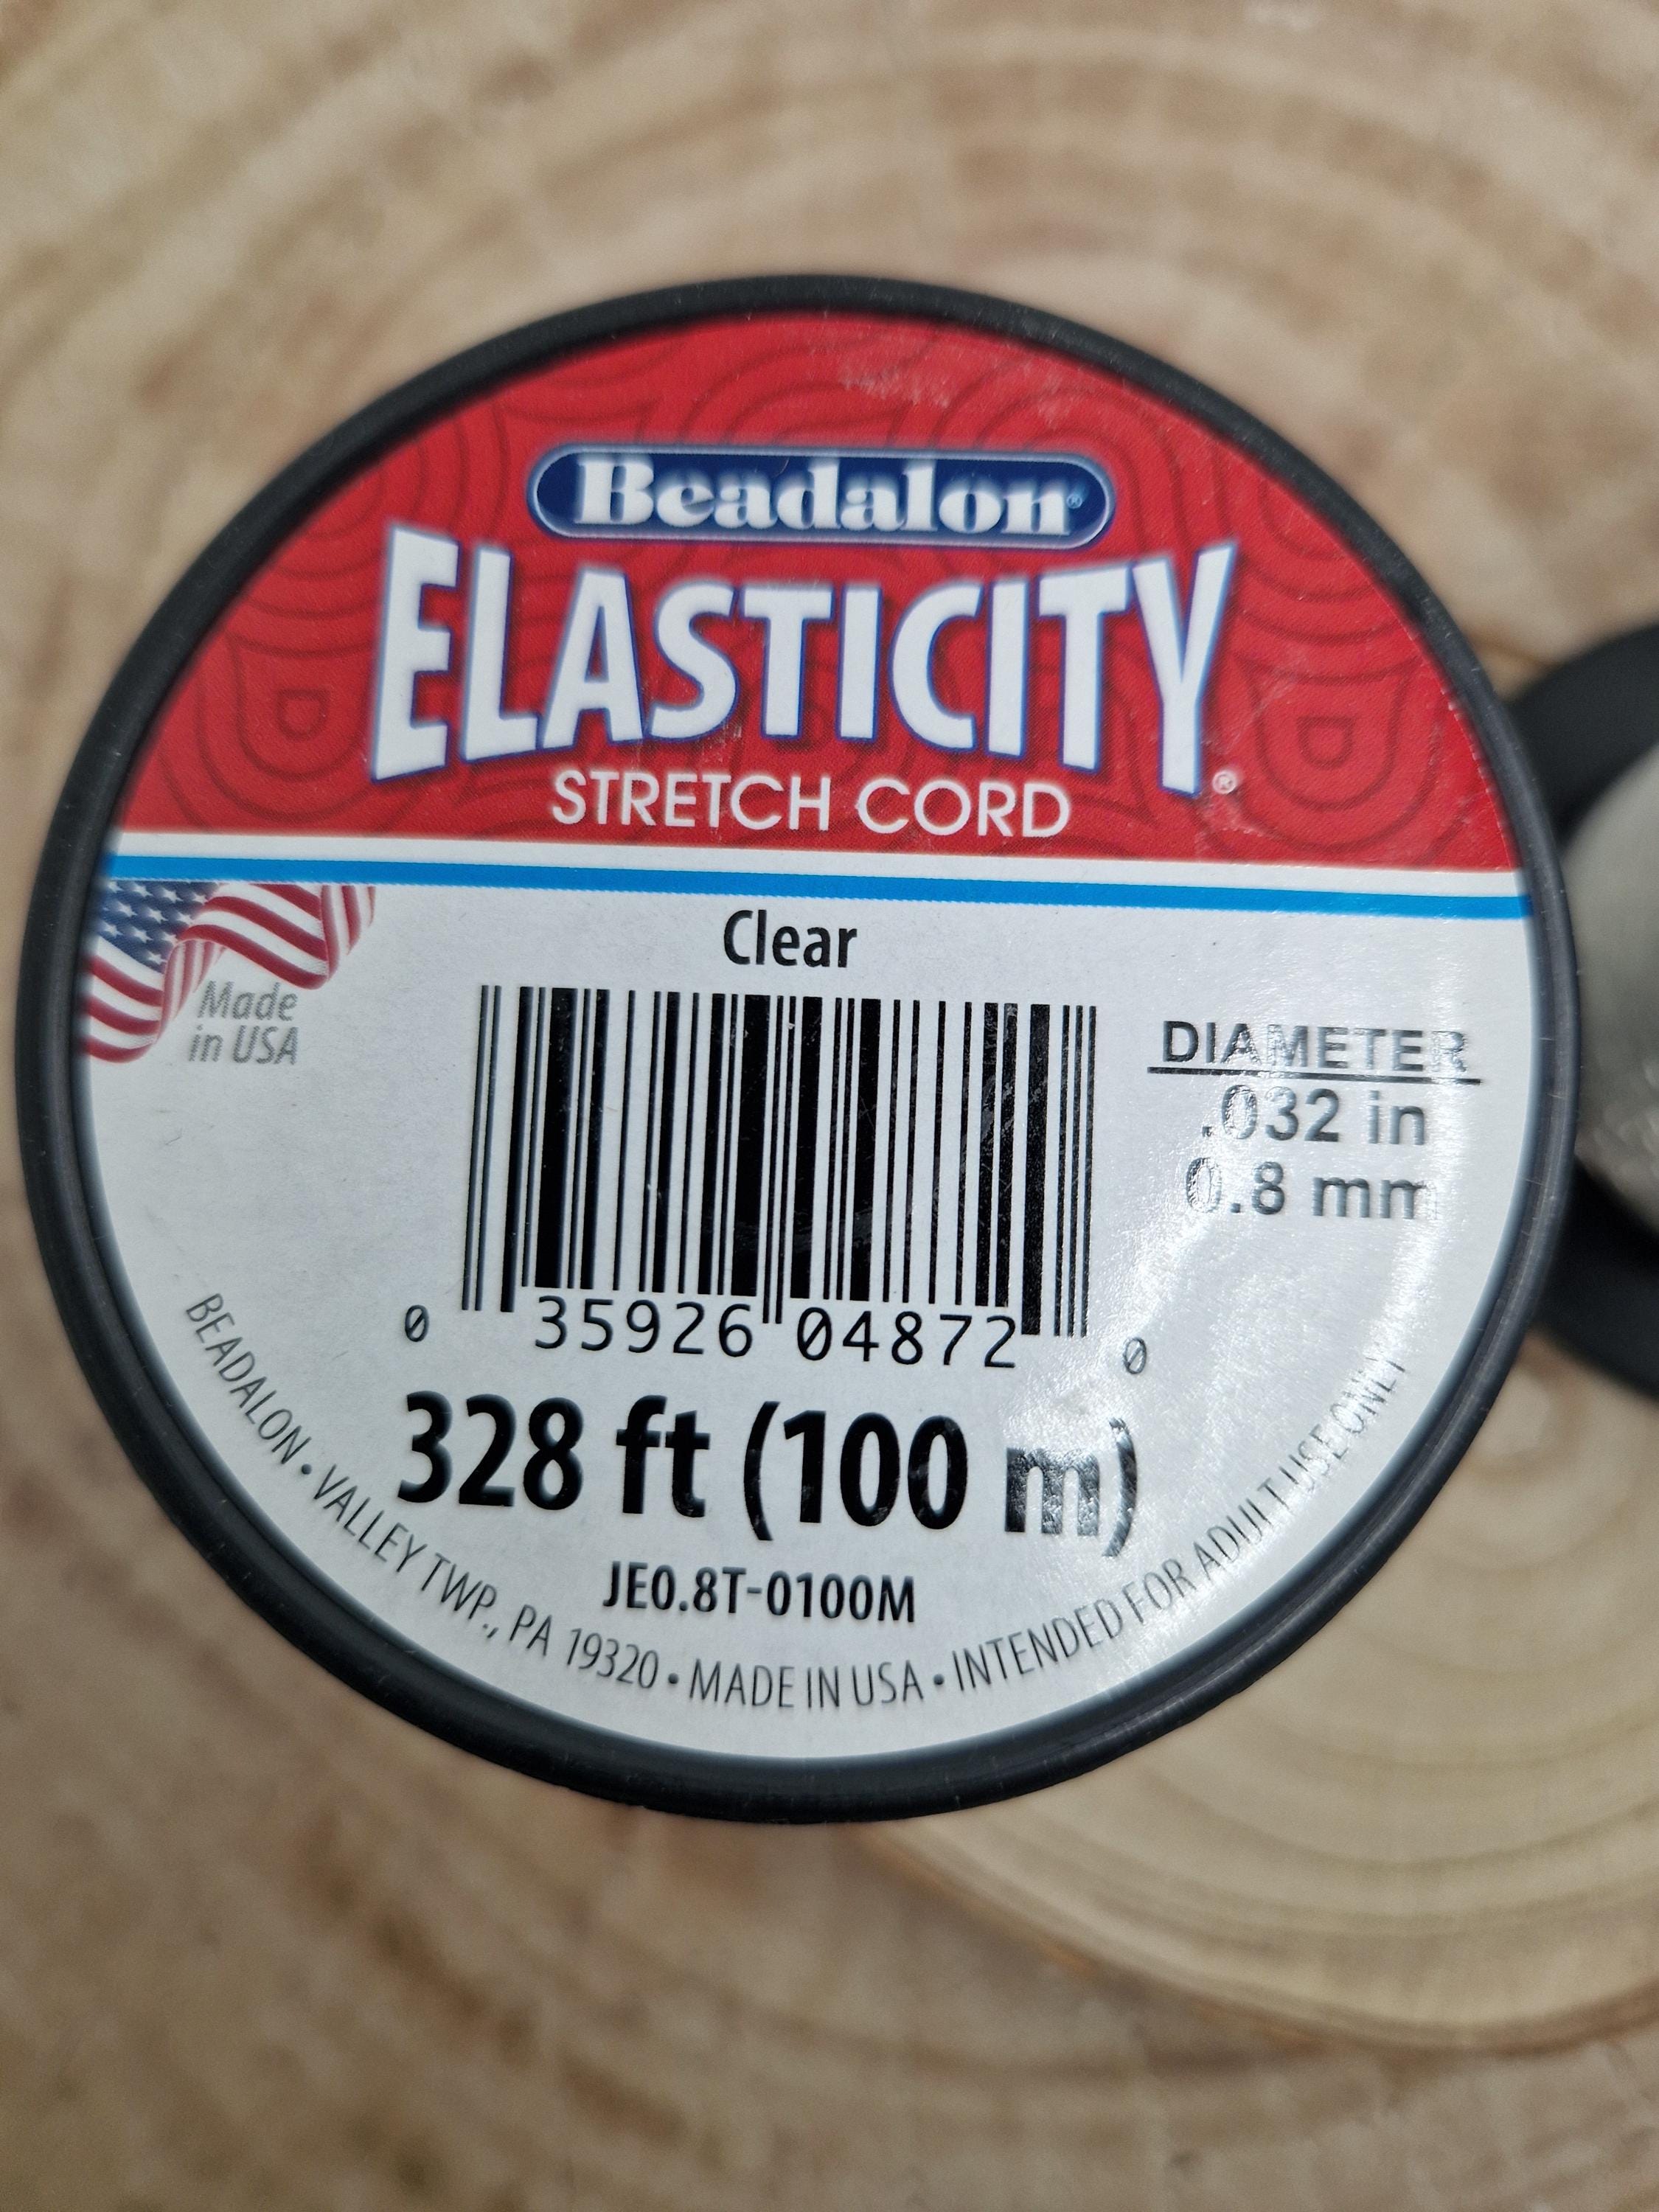 Beadalon®
ELASTICITY®
STRETCH CORD
Clear
Made
in USA
DIAMETER
.032 in
0.8 mm
0 35926 04872 0
328 ft (100 m)
JE0.8T-0100M
BEADALON • VALLEY TWP., PA 19320 • MADE IN USA • INTENDED FOR ADULT USE ONLY